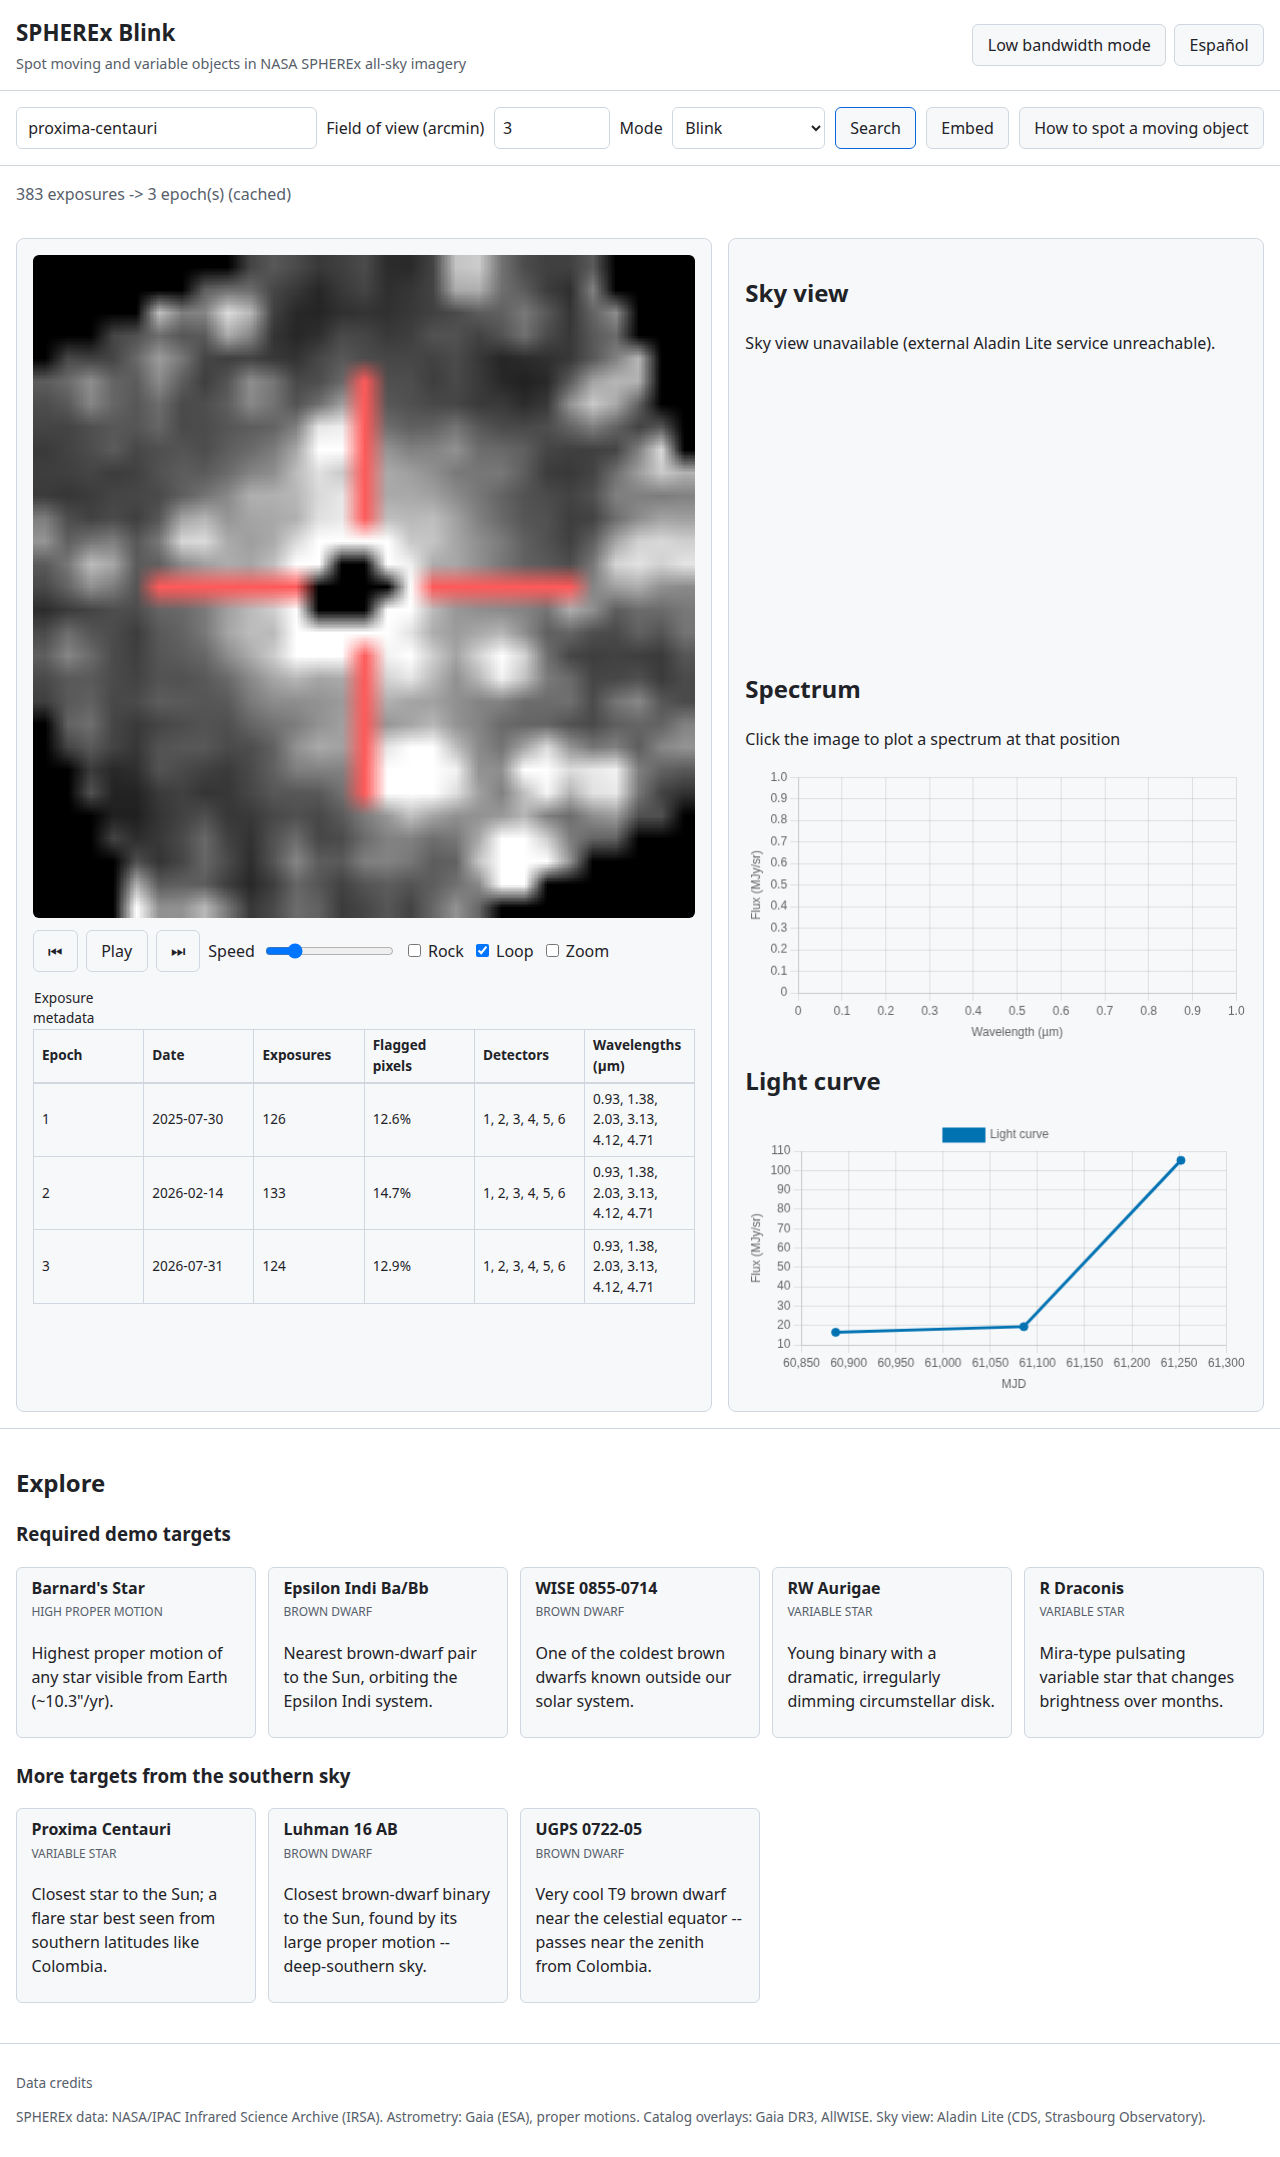 SPHEREx Blink
Spot moving and variable objects in NASA SPHEREx all-sky imagery
Low bandwidth mode
Español
proxima-centauri
Field of view (arcmin)
3
Mode
Blink
Search
Embed
How to spot a moving object
383 exposures -> 3 epoch(s) (cached)
Play
Speed
Rock
Loop
Zoom
Exposure
metadata
Epoch Date Exposures Flagged pixels Detectors Wavelengths (µm)
1 2025-07-30 126 12.6% 1, 2, 3, 4, 5, 6 0.93, 1.38, 2.03, 3.13, 4.12, 4.71
2 2026-02-14 133 14.7% 1, 2, 3, 4, 5, 6 0.93, 1.38, 2.03, 3.13, 4.12, 4.71
3 2026-07-31 124 12.9% 1, 2, 3, 4, 5, 6 0.93, 1.38, 2.03, 3.13, 4.12, 4.71
Sky view
Sky view unavailable (external Aladin Lite service unreachable).
Spectrum
Click the image to plot a spectrum at that position
Flux (MJy/sr)
1.0
0.9
0.8
0.7
0.6
0.5
0.4
0.3
0.2
0.1
0
0 0.1 0.2 0.3 0.4 0.5 0.6 0.7 0.8 0.9 1.0
Wavelength (µm)
Light curve
Light curve
Flux (MJy/sr)
110
100
90
80
70
60
50
40
30
20
10
60,850 60,900 60,950 61,000 61,050 61,100 61,150 61,200 61,250 61,300
MJD
Explore
Required demo targets
Barnard's Star
HIGH PROPER MOTION
Highest proper motion of
any star visible from Earth
(~10.3"/yr).
Epsilon Indi Ba/Bb
BROWN DWARF
Nearest brown-dwarf pair
to the Sun, orbiting the
Epsilon Indi system.
WISE 0855-0714
BROWN DWARF
One of the coldest brown
dwarfs known outside our
solar system.
RW Aurigae
VARIABLE STAR
Young binary with a
dramatic, irregularly
dimming circumstellar disk.
R Draconis
VARIABLE STAR
Mira-type pulsating
variable star that changes
brightness over months.
More targets from the southern sky
Proxima Centauri
VARIABLE STAR
Closest star to the Sun; a
flare star best seen from
southern latitudes like
Colombia.
Luhman 16 AB
BROWN DWARF
Closest brown-dwarf binary
to the Sun, found by its
large proper motion --
deep-southern sky.
UGPS 0722-05
BROWN DWARF
Very cool T9 brown dwarf
near the celestial equator --
passes near the zenith
from Colombia.
Data credits
SPHEREx data: NASA/IPAC Infrared Science Archive (IRSA). Astrometry: Gaia (ESA), proper motions. Catalog overlays: Gaia DR3, AllWISE. Sky view: Aladin Lite (CDS, Strasbourg Observatory).